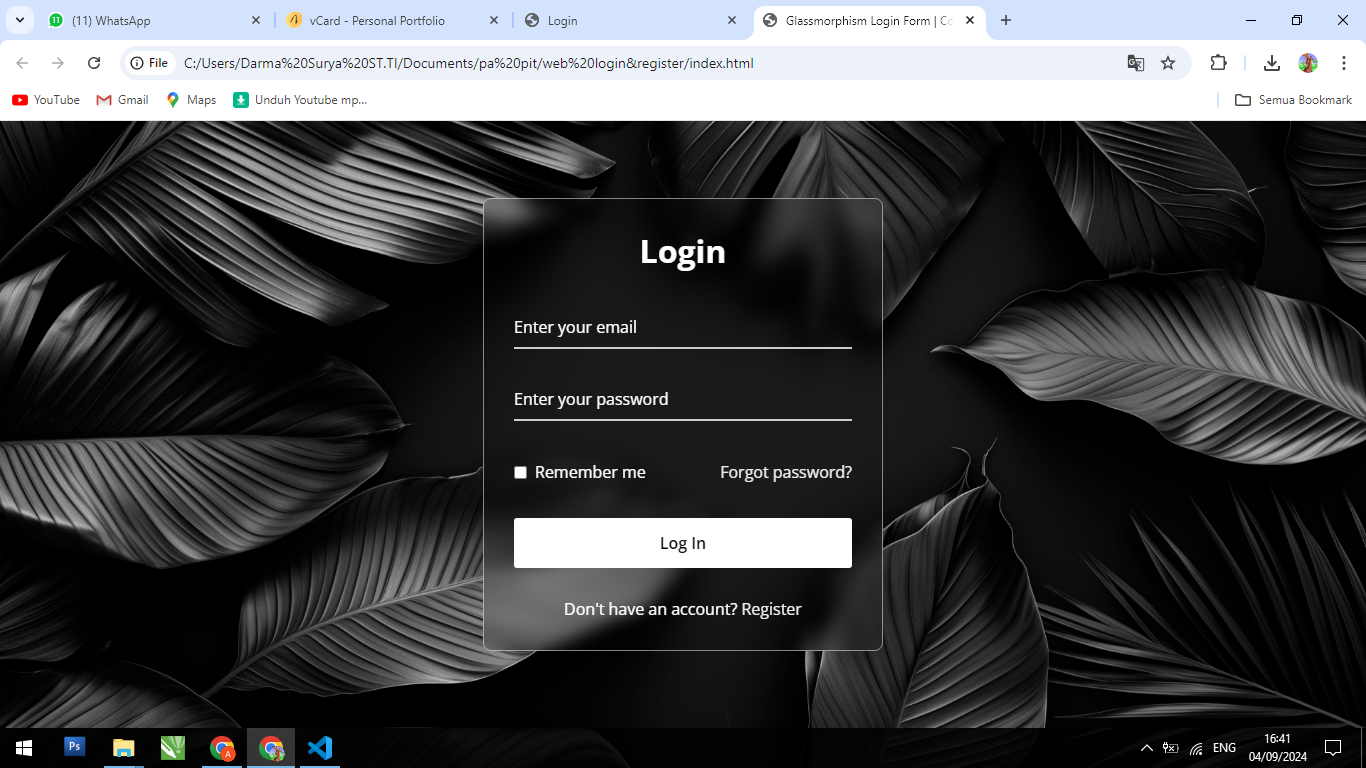 (11) WhatsApp
vCard - Personal Portfolio
Login
Glassmorphism Login Form | Co
File
C:/Users/Darma%20Surya%20ST.TI/Documents/pa%20pit/web%20login&register/index.html
YouTube
Gmail
Maps
Unduh Youtube mp...
Semua Bookmark
Login
Enter your email
Enter your password
Remember me
Forgot password?
Log In
Don't have an account? Register
Ps
A
ENG
16:41
04/09/2024